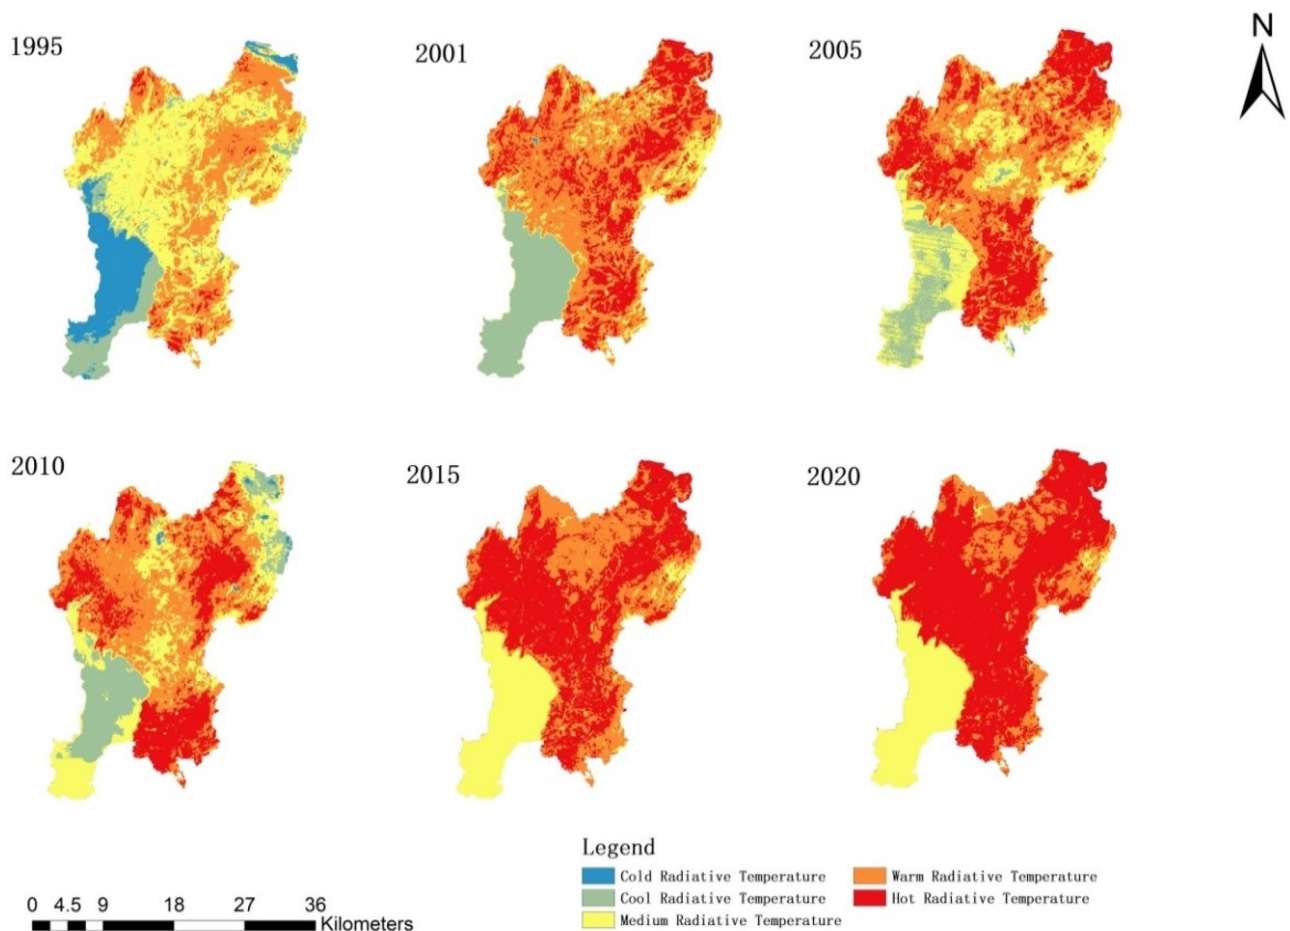 N
1995
2001
2005
2010
2015
2020
Legend
Cold Radiative Temperature
Cool Radiative Temperature
Medium Radiative Temperature
Warm Radiative Temperature
Hot Radiative Temperature
0 4.5 9 18 27 36
Kilometers